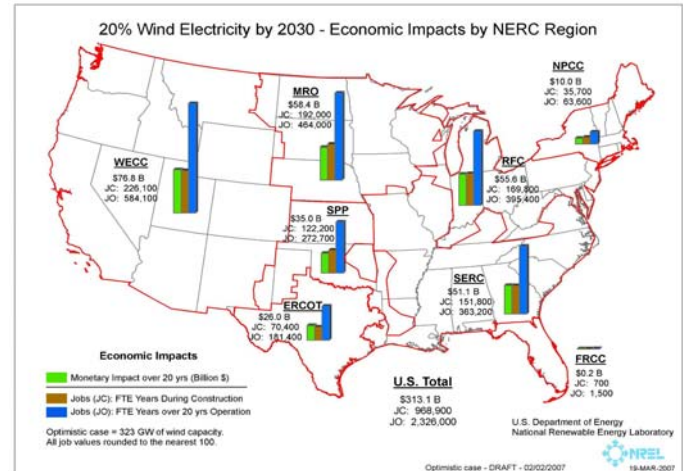 20% Wind Electricity by 2030 - Economic Impacts by NERC Region
NPCC
$10.0 B
JC: 35,700
JO: 63,600
MRO
$58.4 B
JC: 192,000
JO: 464,000
WECC
$76.8 B
JC: 226,100
JO: 584,100
RFC
$55.6 B
JC: 169,800
JO: 395,400
SPP
$35.0 B
JC: 122,200
JO: 272,700
SERC
$51.1 B
JC: 151,800
JO: 363,200
ERCOT
$26.0 B
JC: 70,400
JO: 181,400
FRCC
$0.2 B
JC: 700
JO: 1,500
Economic Impacts
Monetary Impact over 20 yrs (Billion $)
Jobs (JC): FTE Years During Construction
Jobs (JO): FTE Years over 20 yrs Operation
Optimistic case = 323 GW of wind capacity.
All job values rounded to the nearest 100.
U.S. Total
$313.1 B
JC: 968,900
JO: 2,326,000
U.S. Department of Energy
National Renewable Energy Laboratory
NREL
Optimistic case - DRAFT - 02/02/2007
19-MAR-2007